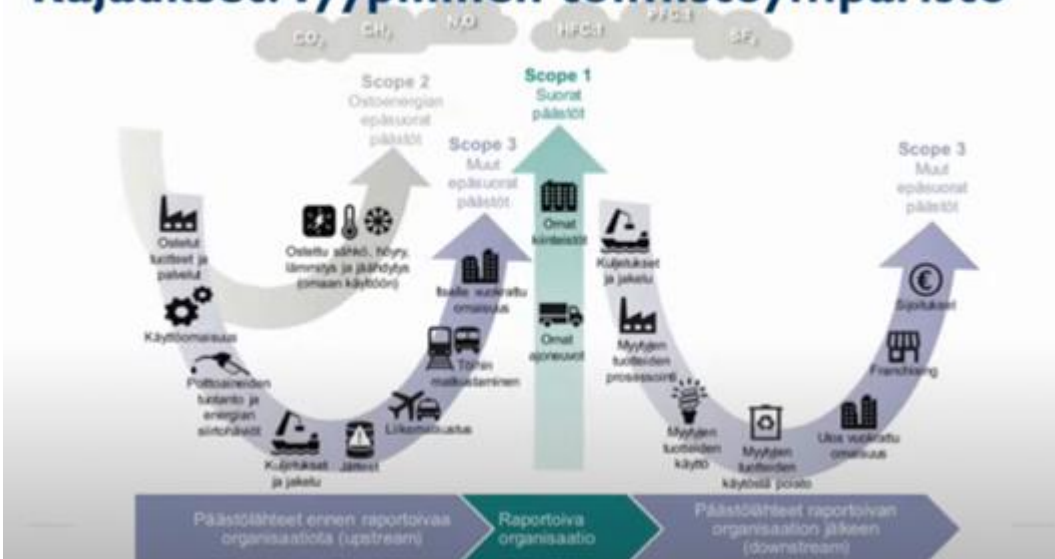 CO₂
CH₄
N₂O
HFC:t
PFC:t
SF₆
Scope 2
Ostoenergian
epäsuorat
päästöt
Scope 3
Muut
epäsuorat
päästöt
Scope 1
Suorat
päästöt
Scope 3
Muut
epäsuorat
päästöt
Ostetut
tuotteet ja
palvelut
Käyttöomaisuus
Polttoaineiden
tuotanto ja
energian
siirtohäviöt
Kuljetukset
ja jakelu
Jätteet
Liikematkustus
Töihin
matkustaminen
Itselle vuokrattu
omaisuus
Ostettu sähkö, höyry,
lämmitys ja jäähdytys
(omaan käyttöön)
Omat
kiinteistöt
Omat
ajoneuvot
Kuljetukset
ja jakelu
Myytyjen
tuotteiden
prosessointi
Myytyjen
tuotteiden
käyttö
Myytyjen
tuotteiden
käytöstä poisto
Ulos vuokrattu
omaisuus
Franchising
Sijoitukset
Päästölähteet ennen raportoivaa
organisaatiota (upstream)
Raportoiva
organisaatio
Päästölähteet raportoivan
organisaation jälkeen
(downstream)